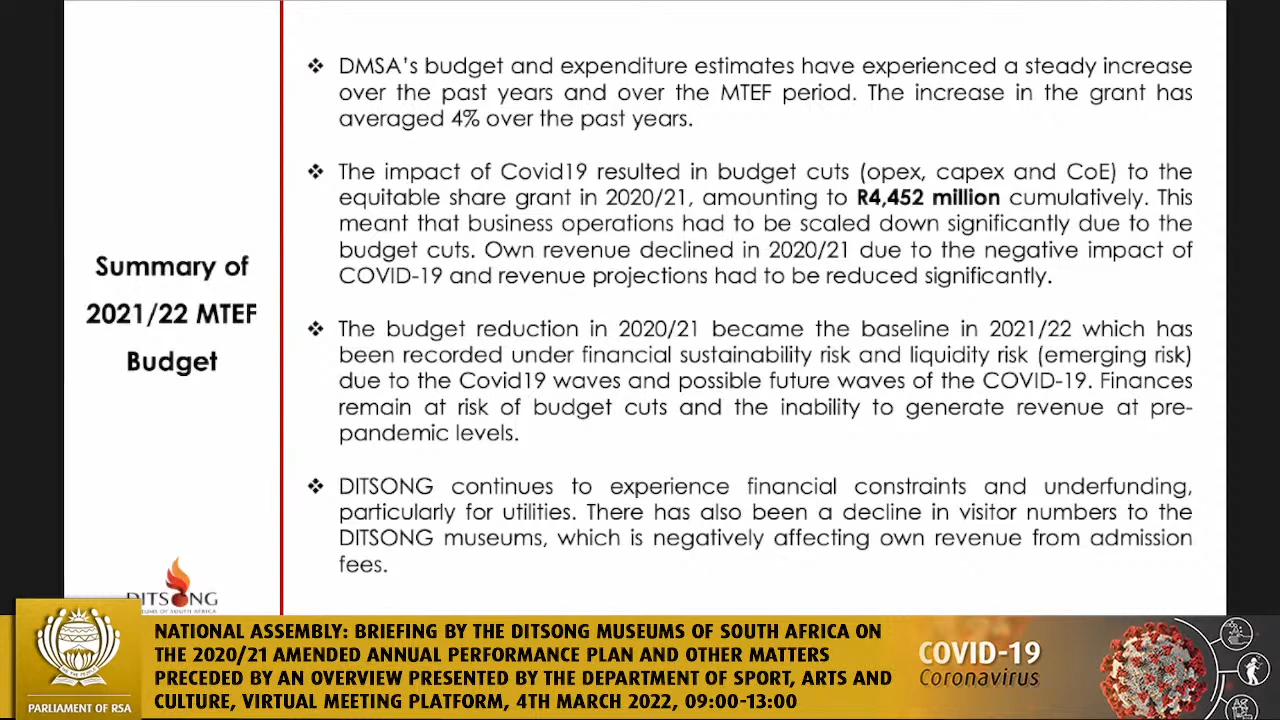 ❖ DMSA's budget and expenditure estimates have experienced a steady increase
over the past years and over the MTEF period. The increase in the grant has
averaged 4% over the past years.
❖ The impact of Covid19 resulted in budget cuts (opex, capex and CoE) to the
equitable share grant in 2020/21, amounting to R4,452 million cumulatively. This
meant that business operations had to be scaled down significantly due to the
budget cuts. Own revenue declined in 2020/21 due to the negative impact of
COVID-19 and revenue projections had to be reduced significantly.
Summary of
2021/22 MTEF
Budget
❖ The budget reduction in 2020/21 became the baseline in 2021/22 which has
been recorded under financial sustainability risk and liquidity risk (emerging risk)
due to the Covid19 waves and possible future waves of the COVID-19. Finances
remain at risk of budget cuts and the inability to generate revenue at pre-
pandemic levels.
❖ DITSONG continues to experience financial constraints and underfunding,
particularly for utilities. There has also been a decline in visitor numbers to the
DITSONG museums, which is negatively affecting own revenue from admission
fees.
DITSONG
UMS OF SOUTH AFRICA
PARLIAMENT OF RSA
NATIONAL ASSEMBLY: BRIEFING BY THE DITSONG MUSEUMS OF SOUTH AFRICA ON
THE 2020/21 AMENDED ANNUAL PERFORMANCE PLAN AND OTHER MATTERS
PRECEDED BY AN OVERVIEW PRESENTED BY THE DEPARTMENT OF SPORT, ARTS AND
CULTURE, VIRTUAL MEETING PLATFORM, 4TH MARCH 2022, 09:00-13:00
COVID-19
Coronavirus